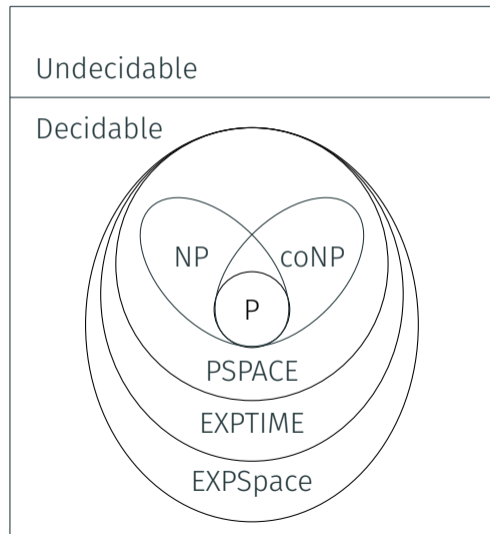 Undecidable
Decidable
NP
coNP
P
PSPACE
EXPTIME
EXPSpace